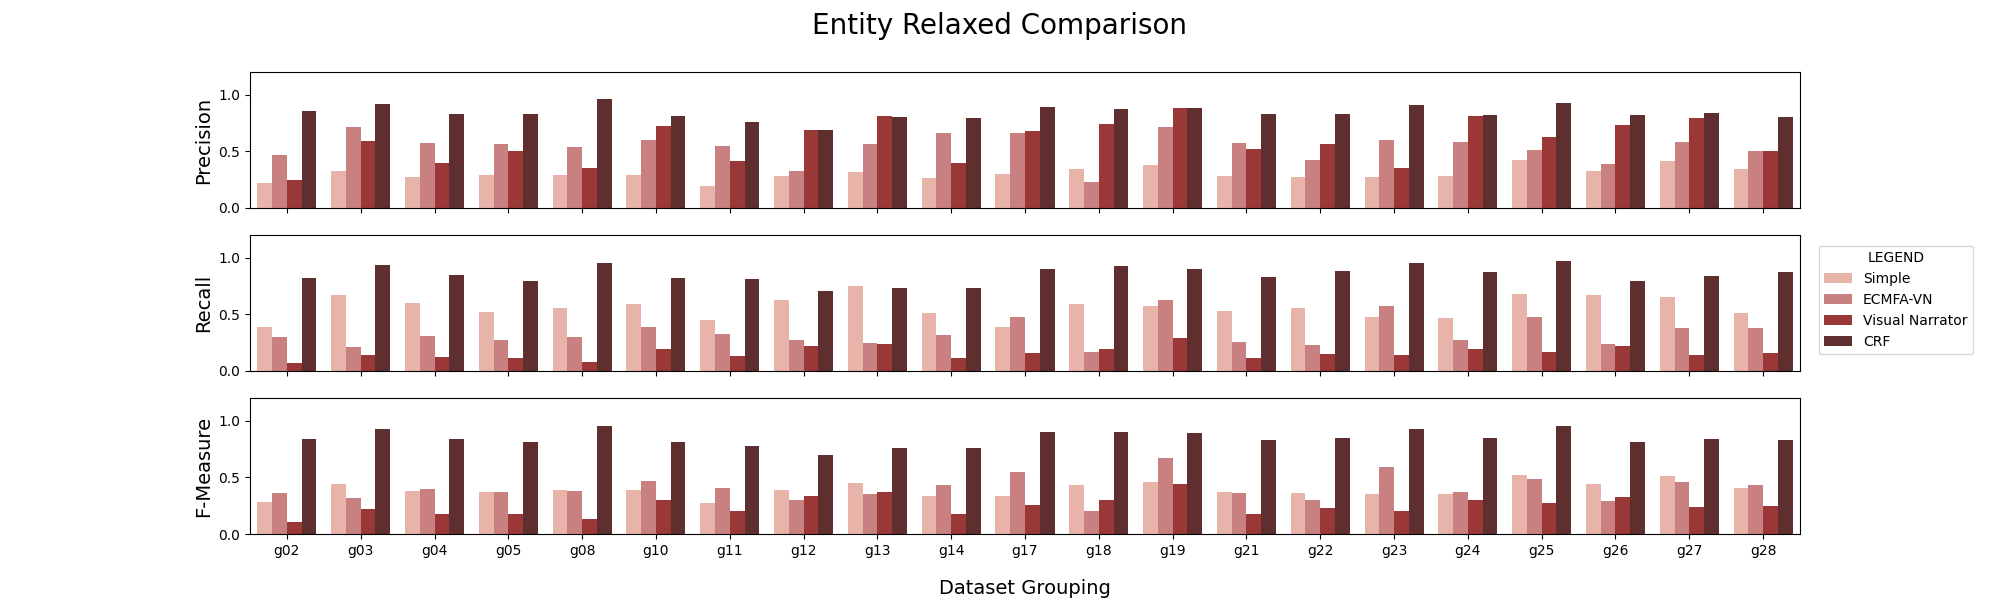 Entity Relaxed Comparison
Precision
1.0
0.5
0.0
Recall
1.0
0.5
0.0
LEGEND
Simple
ECMFA-VN
Visual Narrator
CRF
F-Measure
1.0
0.5
0.0
g02 g03 g04 g05 g08 g10 g11 g12 g13 g14 g17 g18 g19 g21 g22 g23 g24 g25 g26 g27 g28
Dataset Grouping